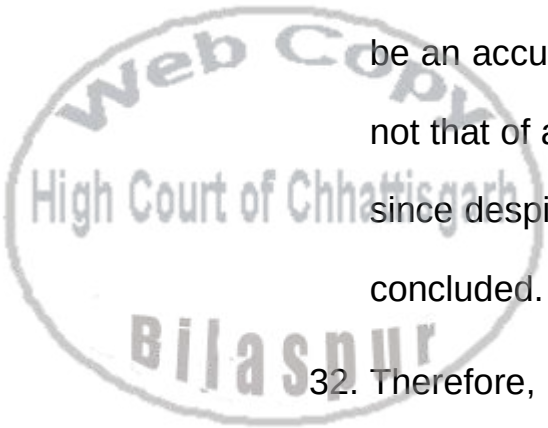 be an accu
not that of a
since despi
concluded.
32. Therefore,
Web Copy
High Court of Chhattisgarh
Bilaspur